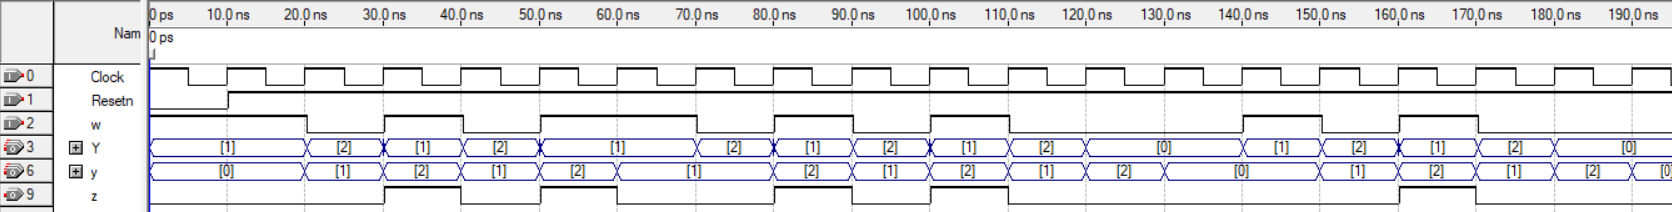 0 ps 10.0 ns 20.0 ns 30.0 ns 40.0 ns 50.0 ns 60.0 ns 70.0 ns 80.0 ns 90.0 ns 100.0 ns 110.0 ns 120.0 ns 130.0 ns 140.0 ns 150.0 ns 160.0 ns 170.0 ns 180.0 ns 190.0 ns
Nam 0 ps
0 Clock
1 Resetn
2 w
3 Y [1] [2] [1] [2] [1] [2] [1] [2] [1] [2] [0] [1] [2] [1] [2] [0]
6 y [0] [1] [2] [1] [2] [1] [2] [1] [2] [1] [2] [0] [1] [2] [1] [2] [0]
9 z